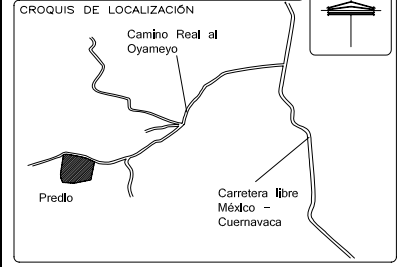 CROQUIS DE LOCALIZACIÓN
Camino Real al
Oyameyo
Predio
Carretera libre
México -
Cuernavaca